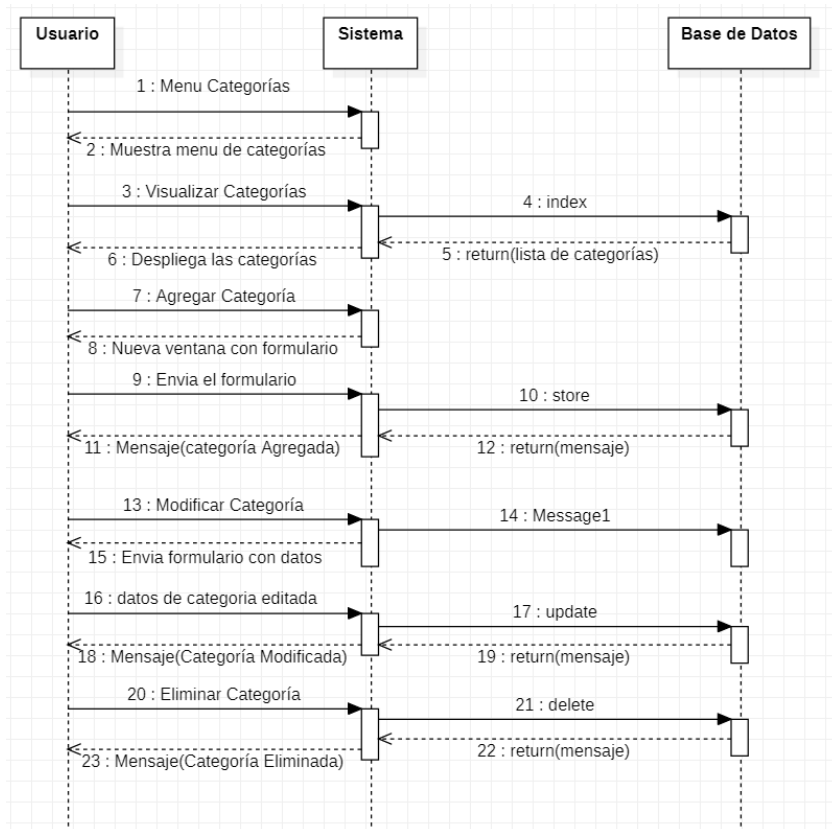 Usuario
Sistema
Base de Datos
1 : Menu Categorías
2 : Muestra menu de categorías
3 : Visualizar Categorías
4 : index
5 : return(lista de categorías)
6 : Despliega las categorías
7 : Agregar Categoría
8 : Nueva ventana con formulario
9 : Envia el formulario
10 : store
11 : Mensaje(categoría Agregada)
12 : return(mensaje)
13 : Modificar Categoría
14 : Message1
15 : Envia formulario con datos
16 : datos de categoria editada
17 : update
18 : Mensaje(Categoría Modificada)
19 : return(mensaje)
20 : Eliminar Categoría
21 : delete
22 : return(mensaje)
23 : Mensaje(Categoría Eliminada)